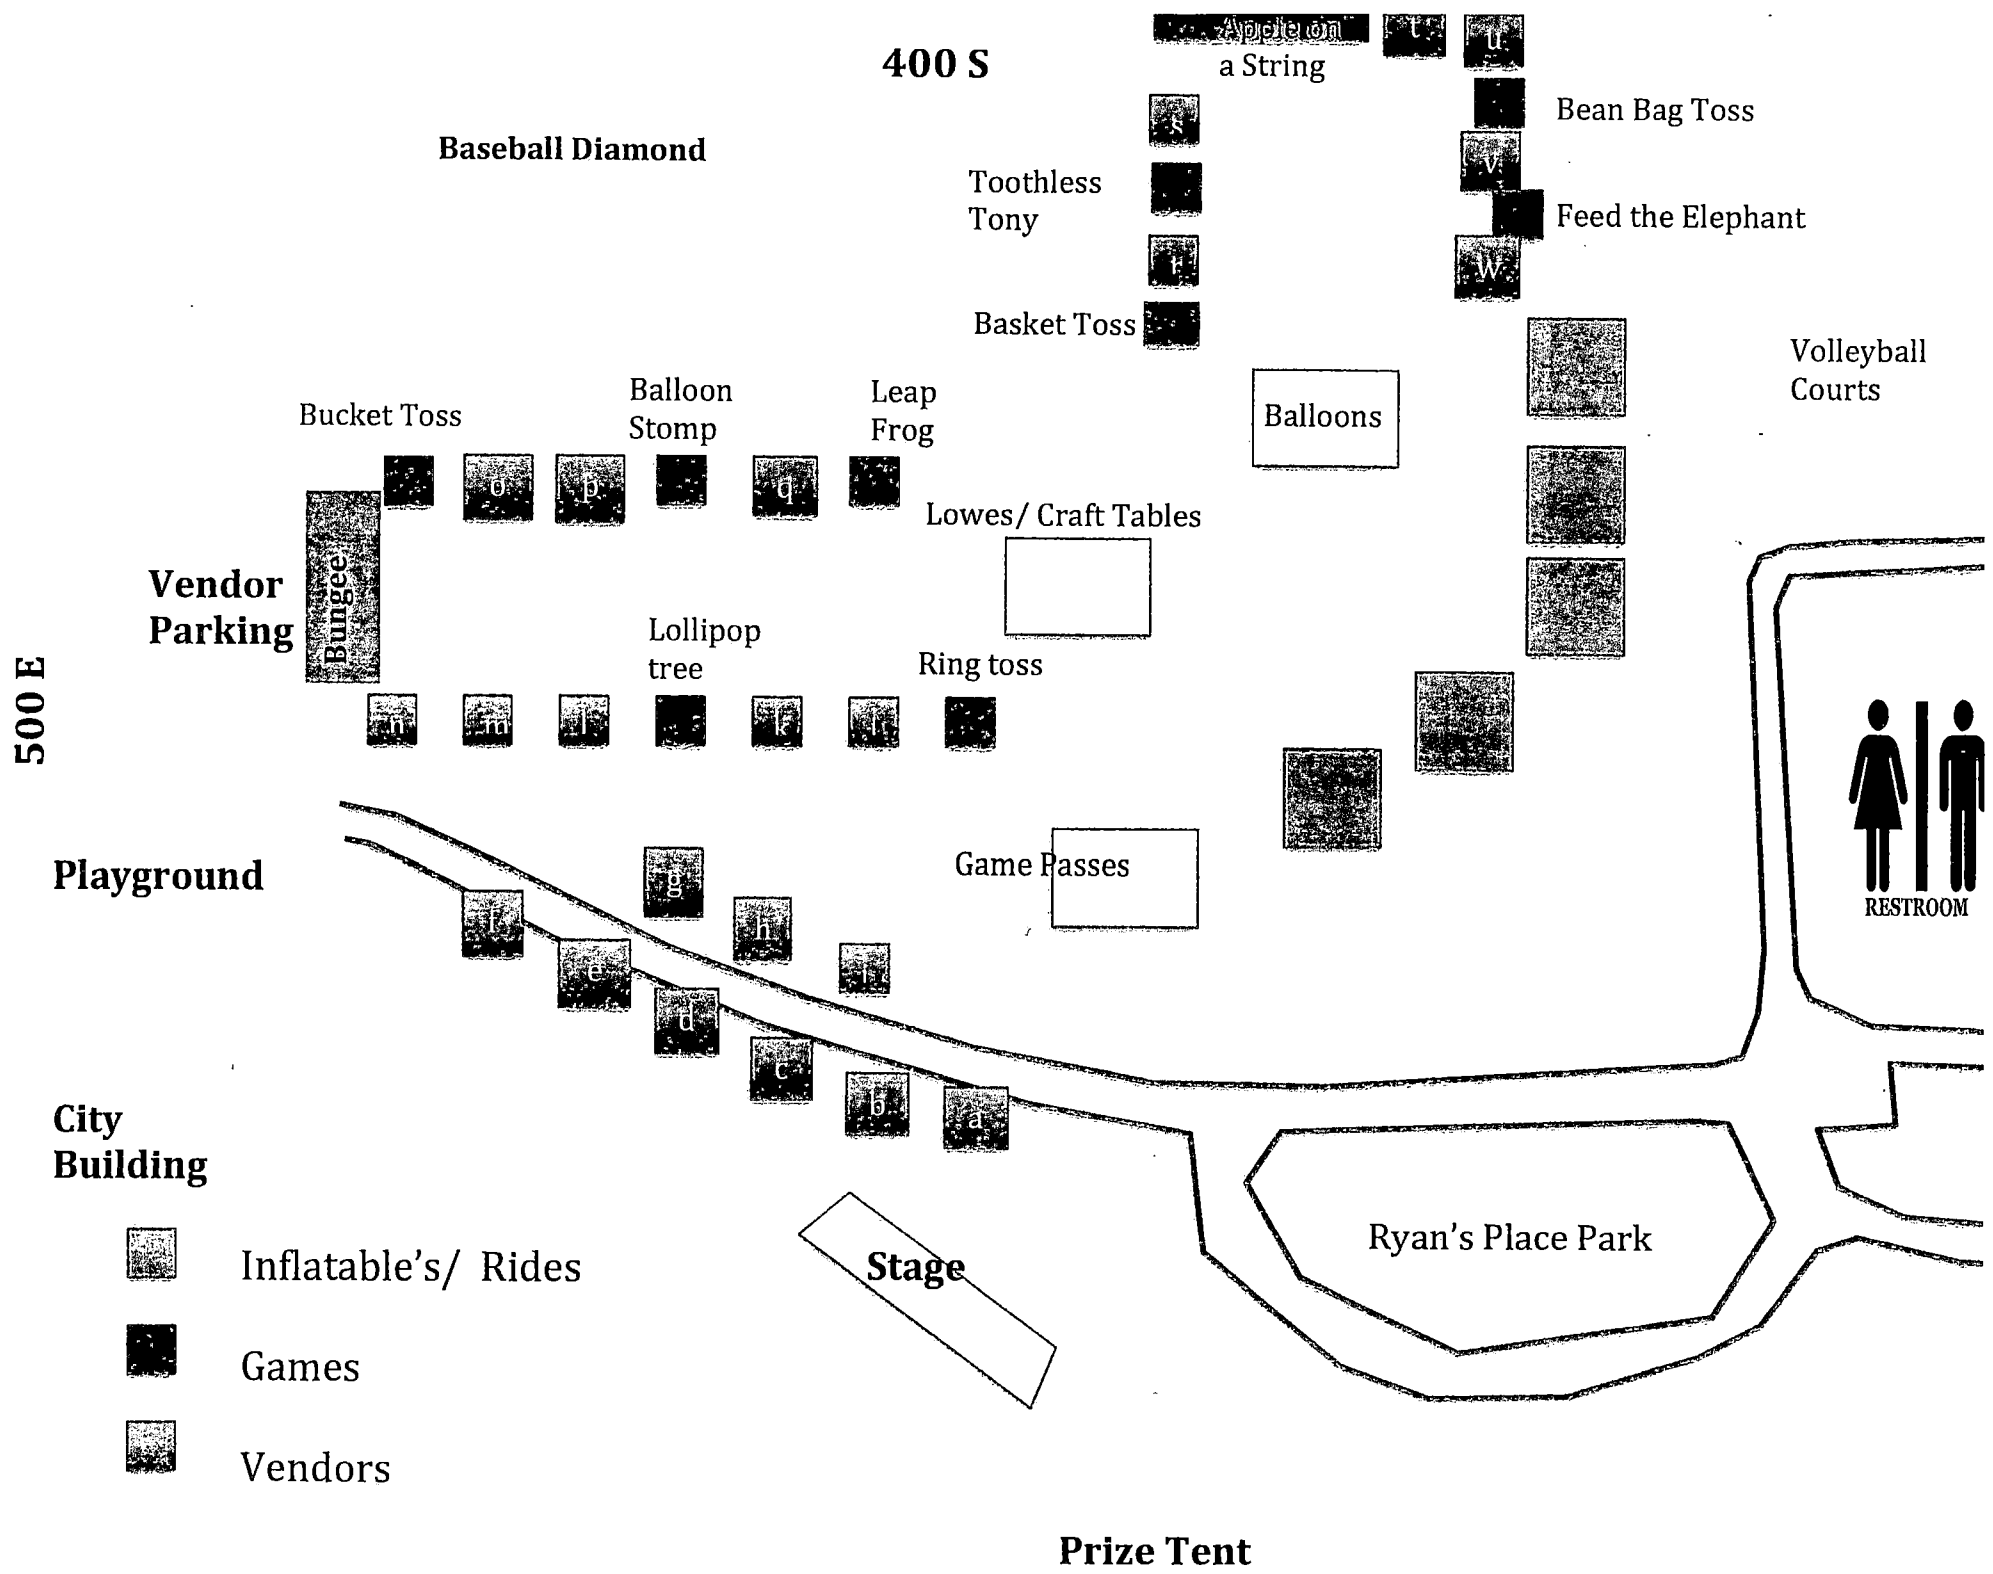 Apple on
a String
t
u
400 S
s
Bean Bag Toss
Baseball Diamond
v
Toothless
Tony
Feed the Elephant
r
w
Basket Toss
Volleyball
Courts
Balloons
Bucket Toss
Balloon
Stomp
Leap
Frog
o
p
q
Lowes/ Craft Tables
Vendor
Parking
Bungee
Lollipop
tree
Ring toss
500 E
n
m
l
k
Playground
g
Game Passes
RESTROOM
f
h
e
i
d
c
b
a
City
Building
Ryan's Place Park
Stage
Inflatable's/ Rides
Games
Vendors
Prize Tent